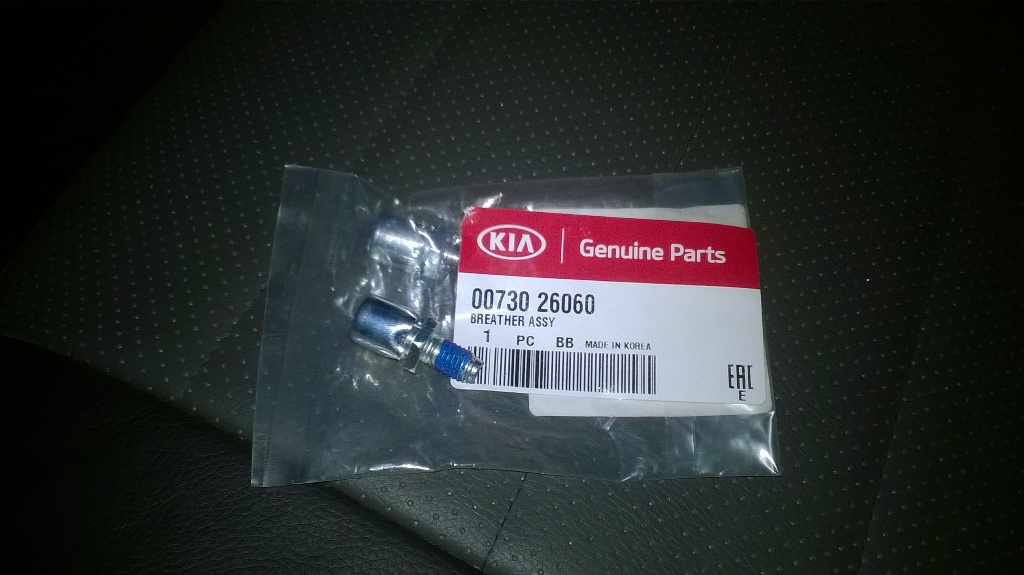 KIA
Genuine Parts
00730 26060
BREATHER ASSY
1 PC BB MADE IN KOREA
EAC
E